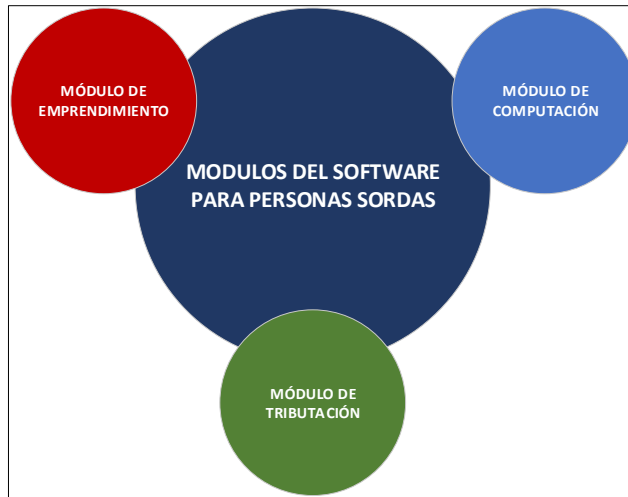 MÓDULO DE
EMPRENDIMIENTO
MÓDULO DE
COMPUTACIÓN
MODULOS DEL SOFTWARE
PARA PERSONAS SORDAS
MÓDULO DE
TRIBUTACIÓN